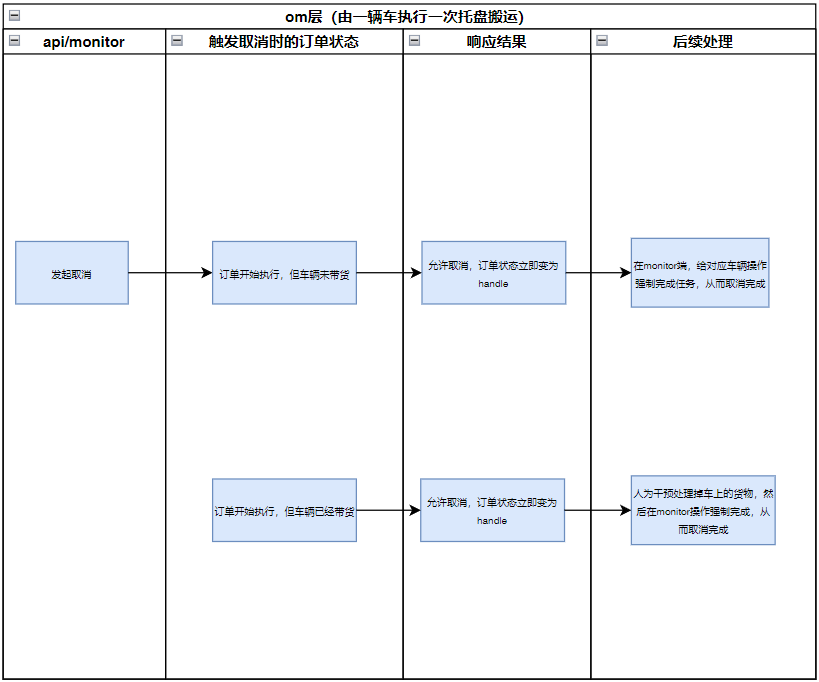 om层（由一辆车执行一次托盘搬运）
api/monitor
触发取消时的订单状态
响应结果
后续处理
发起取消
订单开始执行，但车辆未带货
允许取消，订单状态立即变为
handle
在monitor端，给对应车辆操作
强制完成任务，从而取消完成
订单开始执行，但车辆已经带货
允许取消，订单状态立即变为
handle
人为干预处理掉车上的货物，然
后在monitor操作强制完成，从
而取消完成